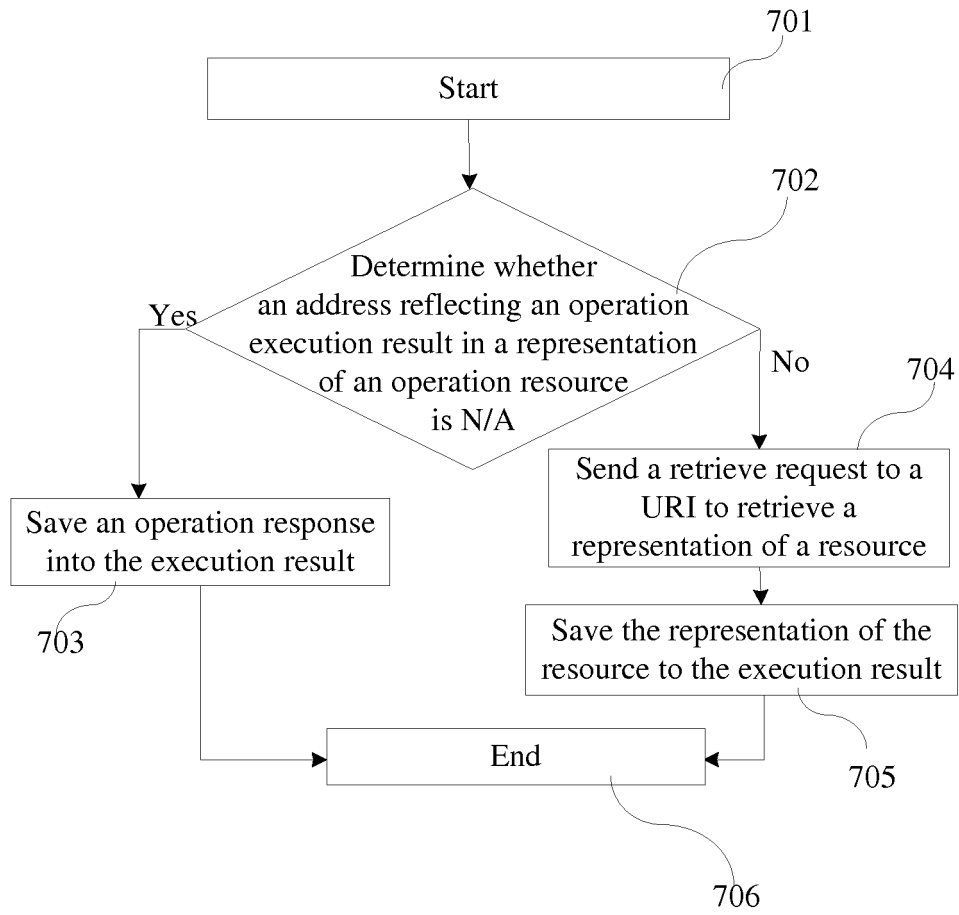 701
Start
702
Determine whether
an address reflecting an operation
execution result in a representation
of an operation resource
is N/A
Yes
No
704
Send a retrieve request to a
URI to retrieve a
representation of a resource
Save an operation response
into the execution result
703
Save the representation of the
resource to the execution result
705
End
706